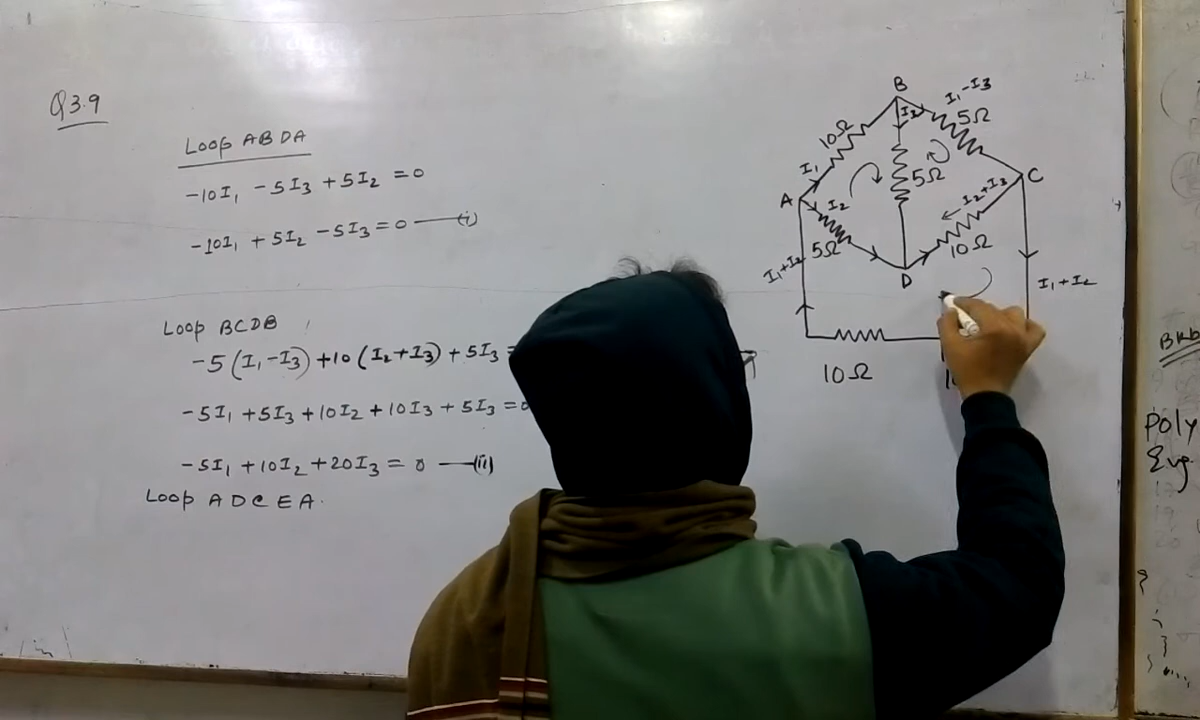 Q3.9
Loop ABDA
-10I₁ -5I₃ +5I₂ =0
-10I₁ +5I₂ -5I₃=0 —(i)
Loop BCDB
-5(I₁-I₃)+10(I₂+I₃)+5I₃ =
-5I₁+5I₃+10I₂+10I₃+5I₃=0
-5I₁+10I₂+20I₃=0 —(ii)
Loop ADCEA.
B
I₁-I₃
10Ω
5Ω
I₁
5Ω
C
A
I₂
I₂+I₃
5Ω
10Ω
D
I₁+I₂
I₁+I₂
10Ω
Poly